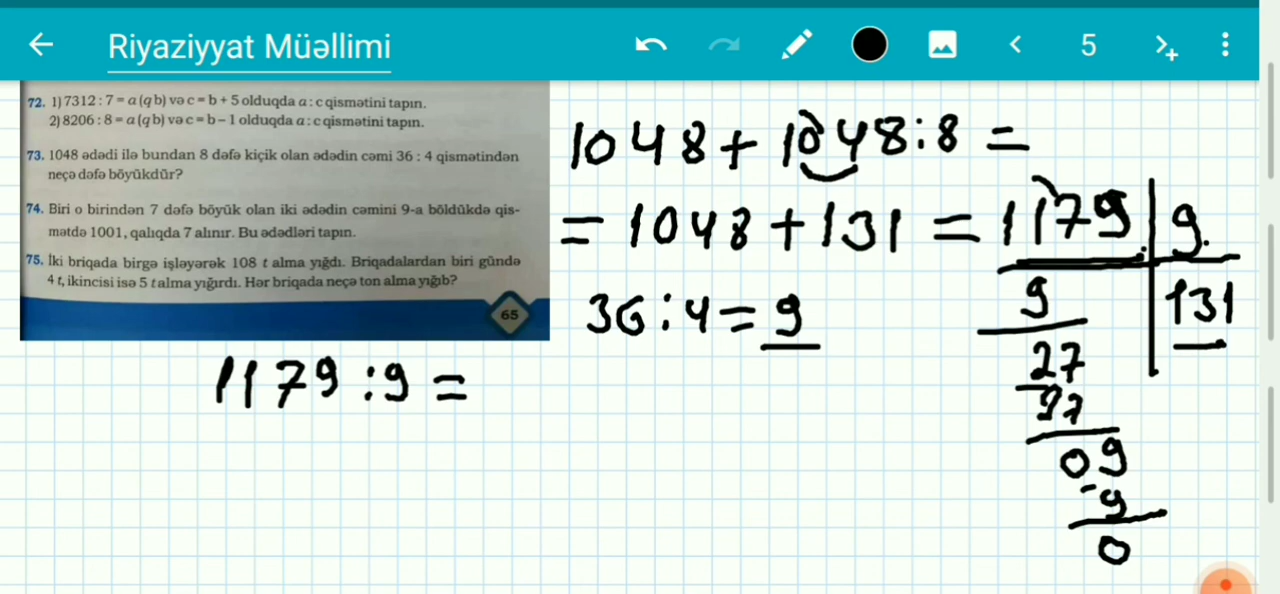 Riyaziyyat Müəllimi
5
72. 1) 7312 : 7 = a (q b) və c = b + 5 olduqda a : c qismətini tapın.
2) 8206 : 8 = a (q b) və c = b – 1 olduqda a : c qismətini tapın.
73. 1048 ədədi ilə bundan 8 dəfə kiçik olan ədədin cəmi 36 : 4 qismətindən
neçə dəfə böyükdür?
74. Biri o birindən 7 dəfə böyük olan iki ədədin cəmini 9-a böldükdə qis-
mətdə 1001, qalıqda 7 alınır. Bu ədədləri tapın.
75. İki briqada birgə işləyərək 108 t alma yığdı. Briqadalardan biri gündə
4 t, ikincisi isə 5 t alma yığırdı. Hər briqada neçə ton alma yığıb?
65
1048 + 1048 : 8 =
= 1048 + 131 = 1179 9
36 : 4 = 9
9 131
27
27
09
-9
0
1179 : 9 =